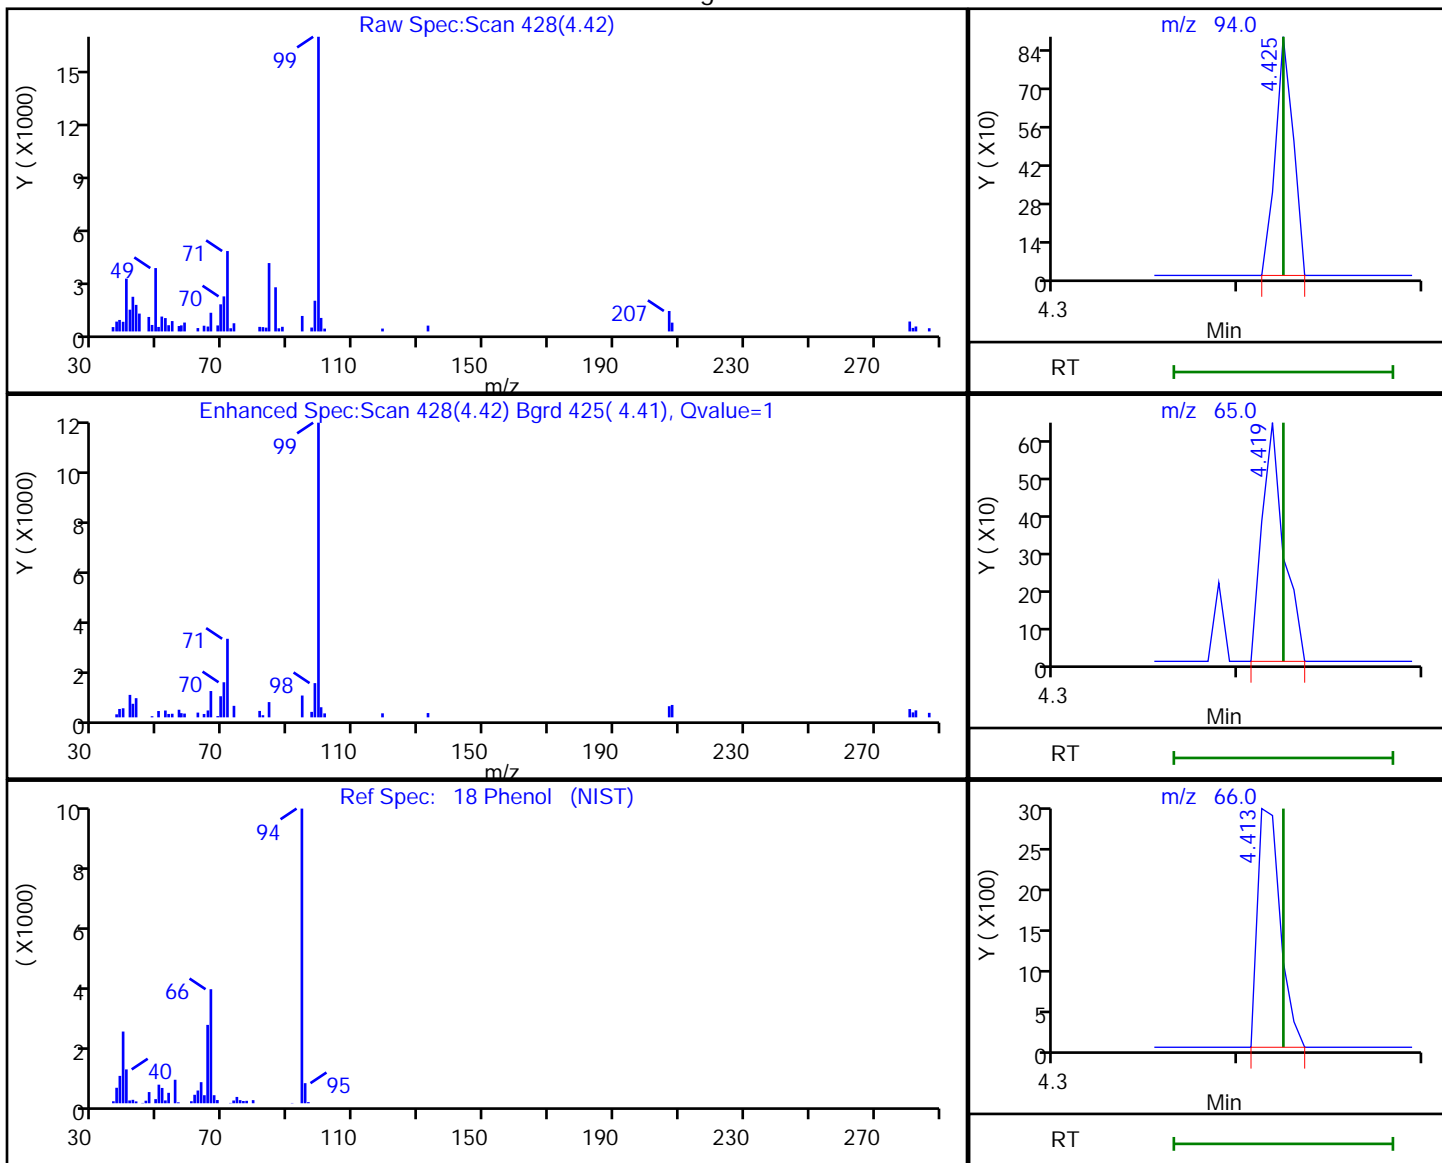 Raw Spec:Scan 428(4.42)
Y ( X1000)
15
12
9
6
3
0
99
49
71
70
207
30 70 110 150 190 230 270
m/z
m/z 94.0
Y ( X10)
84
70
56
42
28
14
0
4.425
4.3
Min
RT
Enhanced Spec:Scan 428(4.42) Bgrd 425( 4.41), Qvalue=1
Y ( X1000)
12
10
8
6
4
2
0
99
71
70
98
30 70 110 150 190 230 270
m/z
m/z 65.0
Y ( X10)
60
50
40
30
20
10
0
4.419
4.3
Min
RT
Ref Spec: 18 Phenol (NIST)
( X1000)
10
8
6
4
2
0
94
66
40
95
30 70 110 150 190 230 270
m/z 66.0
Y ( X100)
30
25
20
15
10
5
0
4.413
4.3
Min
RT